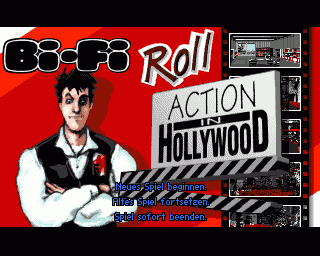 Bi-Fi
Roll
ACTION
IN
HOLLYWOOD
Neues Spiel beginnen.
Altes Spiel fortsetzen.
Spiel sofort beenden.